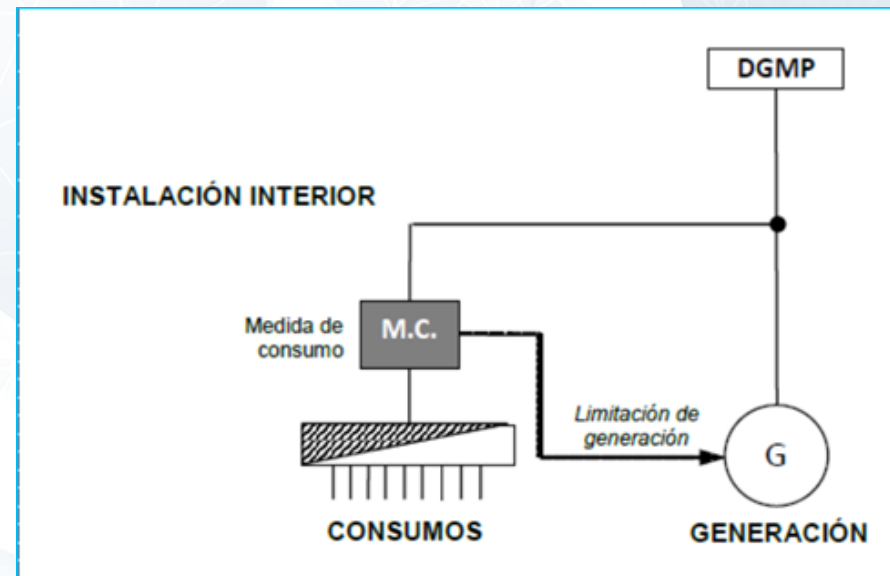 DGMP
INSTALACIÓN INTERIOR
Medida de
consumo
M.C.
Limitación de
generación
G
CONSUMOS
GENERACIÓN